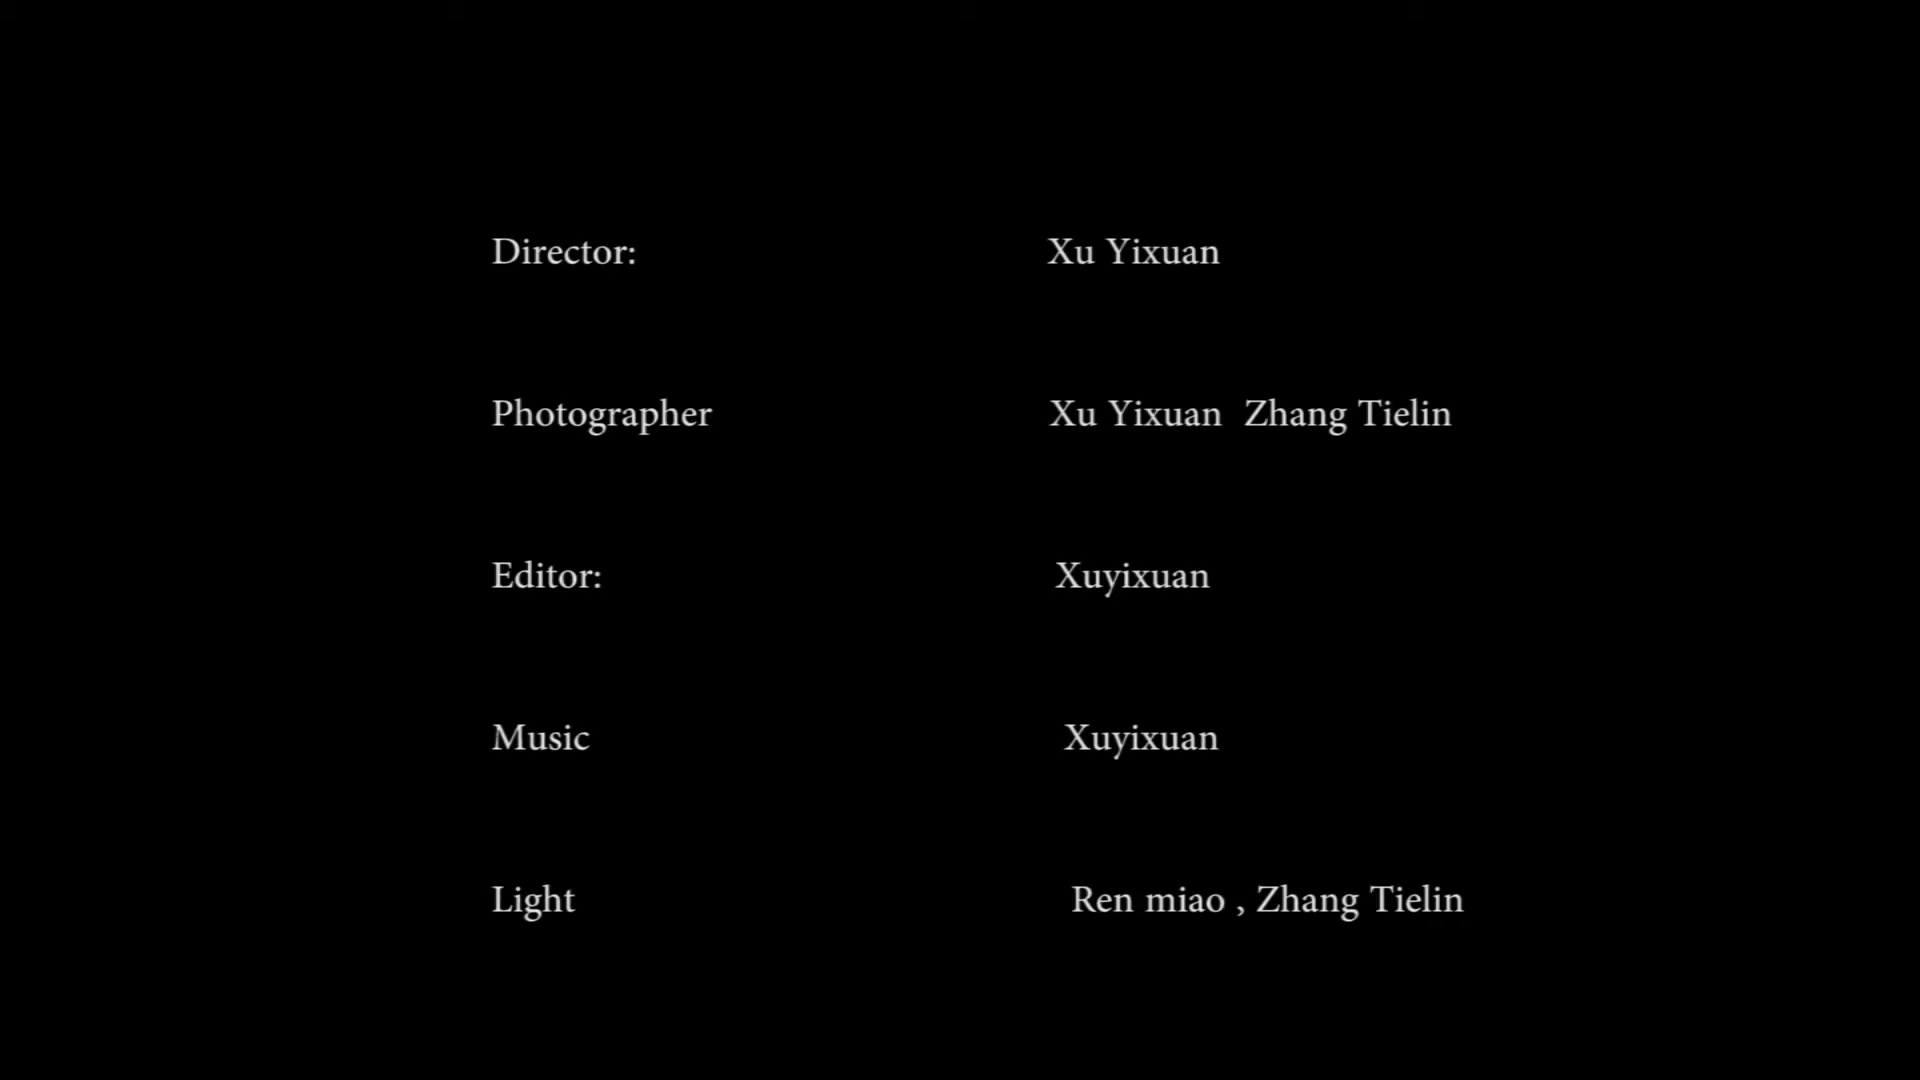 Director: Xu Yixuan
Photographer Xu Yixuan Zhang Tielin
Editor: Xuyixuan
Music Xuyixuan
Light Ren miao , Zhang Tielin